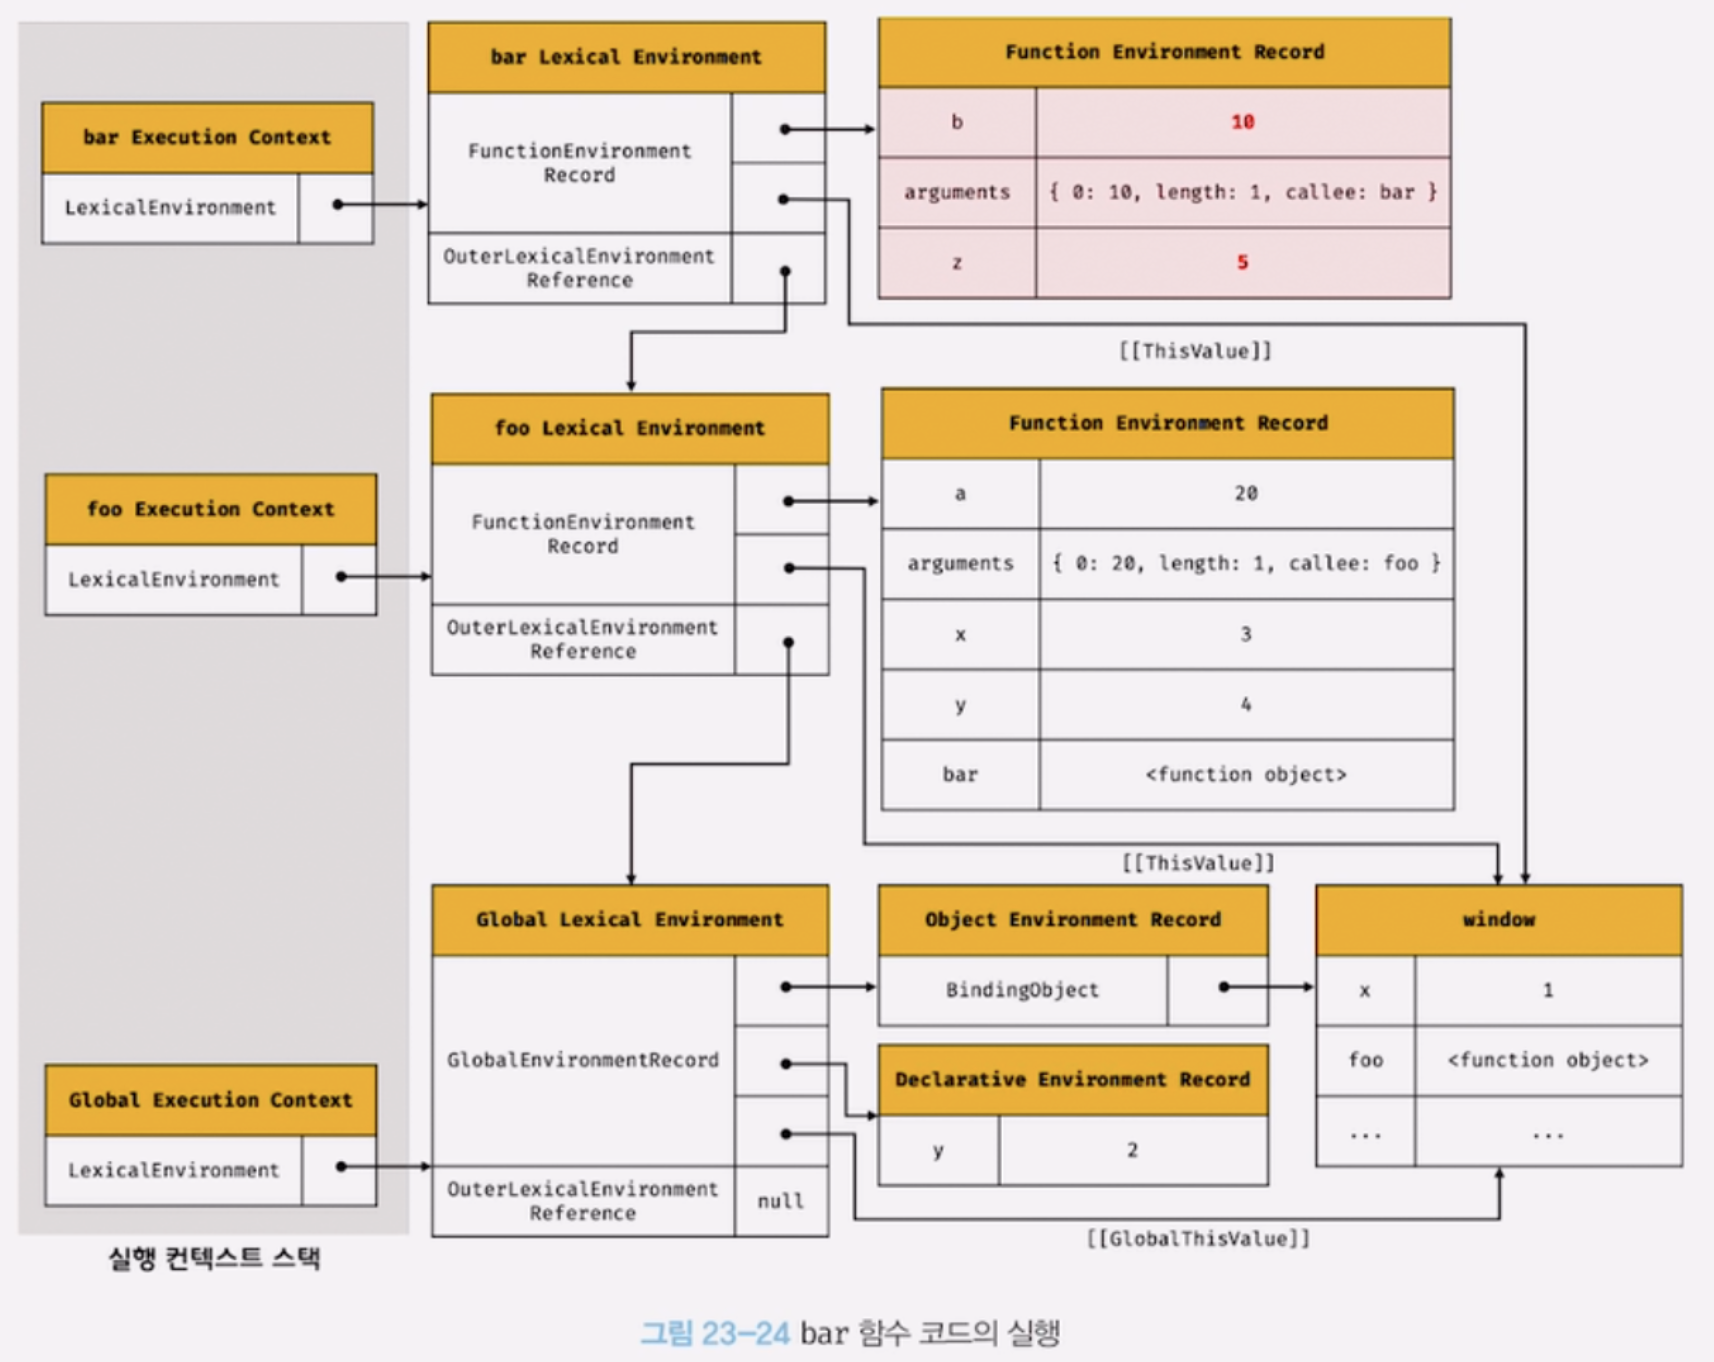 bar Lexical Environment
Function Environment Record
bar Execution Context
LexicalEnvironment
FunctionEnvironment
Record
OuterLexicalEnvironment
Reference
b
10
arguments
{ 0: 10, length: 1, callee: bar }
z
5
[[ThisValue]]
foo Lexical Environment
Function Environment Record
foo Execution Context
LexicalEnvironment
FunctionEnvironment
Record
OuterLexicalEnvironment
Reference
a
20
arguments
{ 0: 20, length: 1, callee: foo }
x
3
y
4
bar
<function object>
[[ThisValue]]
Global Lexical Environment
Object Environment Record
window
BindingObject
x
1
GlobalEnvironmentRecord
foo
<function object>
Declarative Environment Record
Global Execution Context
LexicalEnvironment
y
2
...
...
OuterLexicalEnvironment
Reference
null
[[GlobalThisValue]]
실행 컨텍스트 스택
그림 23–24 bar 함수 코드의 실행